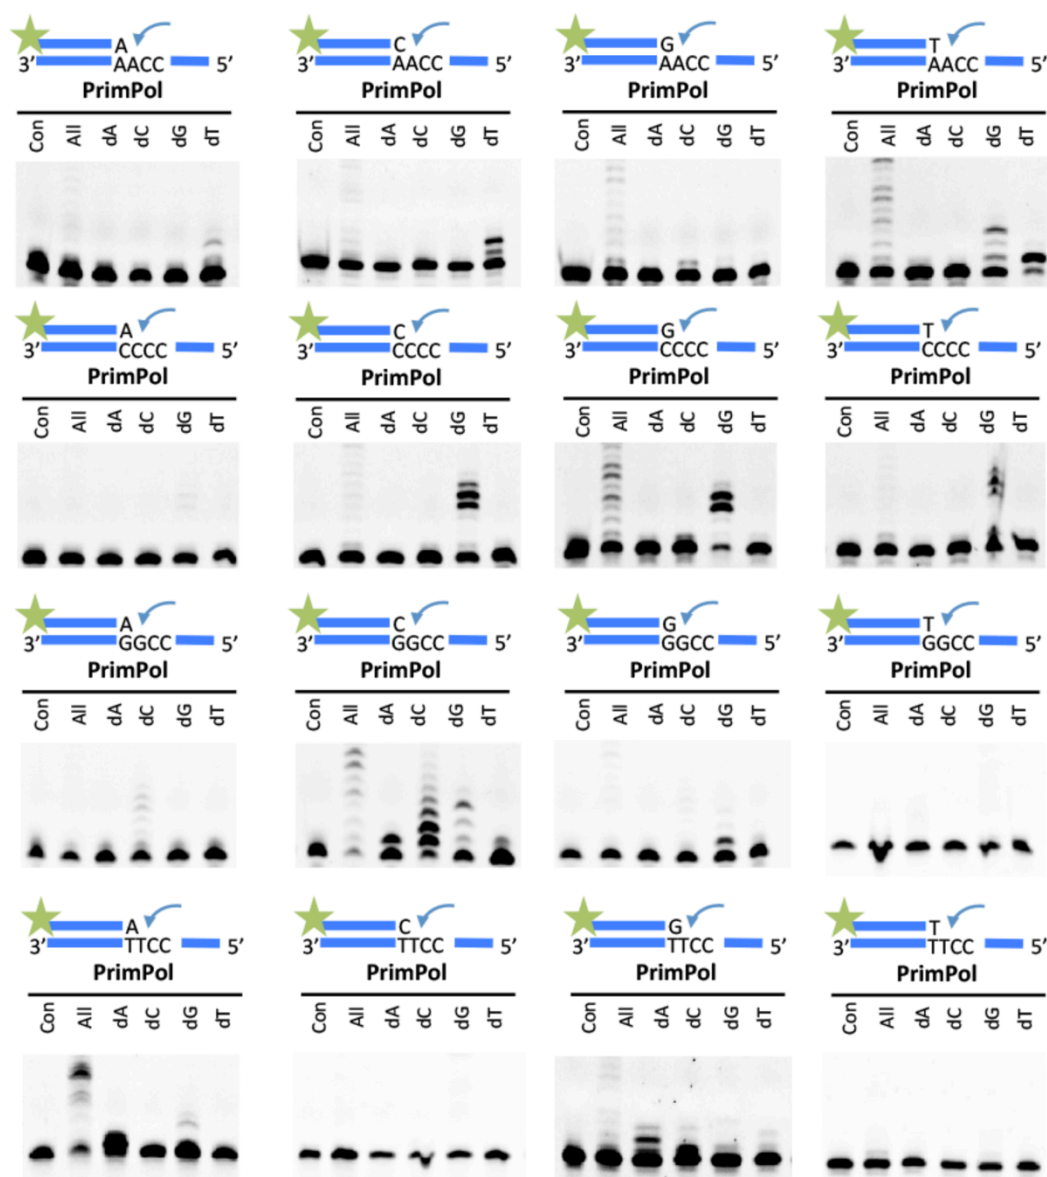 A C G T
3’ AACC 5’ 3’ AACC 5’ 3’ AACC 5’ 3’ AACC 5’
PrimPol PrimPol PrimPol PrimPol
Con All dA dC dG dT Con All dA dC dG dT Con All dA dC dG dT Con All dA dC dG dT
A C G T
3’ CCCC 5’ 3’ CCCC 5’ 3’ CCCC 5’ 3’ CCCC 5’
PrimPol PrimPol PrimPol PrimPol
Con All dA dC dG dT Con All dA dC dG dT Con All dA dC dG dT Con All dA dC dG dT
A C G T
3’ GGCC 5’ 3’ GGCC 5’ 3’ GGCC 5’ 3’ GGCC 5’
PrimPol PrimPol PrimPol PrimPol
Con All dA dC dG dT Con All dA dC dG dT Con All dA dC dG dT Con All dA dC dG dT
A C G T
3’ TTCC 5’ 3’ TTCC 5’ 3’ TTCC 5’ 3’ TTCC 5’
PrimPol PrimPol PrimPol PrimPol
Con All dA dC dG dT Con All dA dC dG dT Con All dA dC dG dT Con All dA dC dG dT